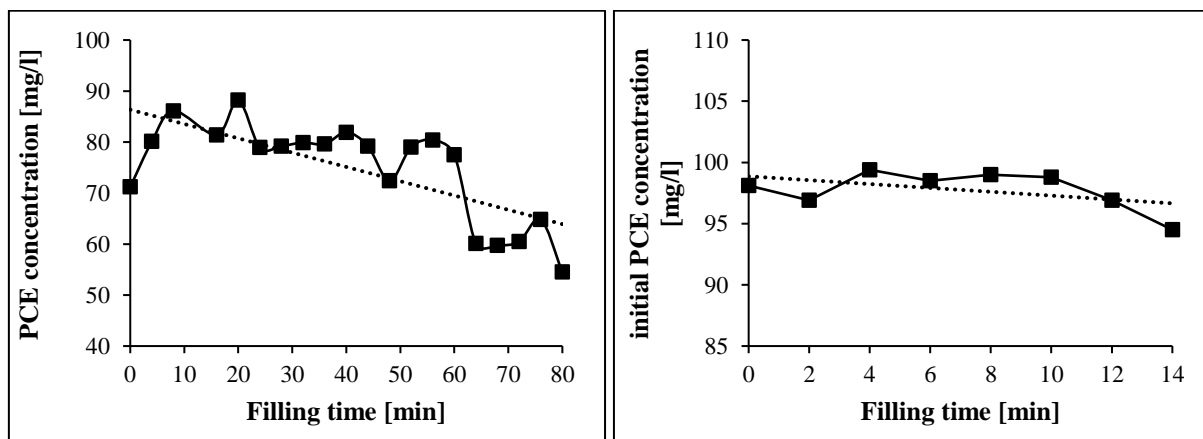 PCE concentration [mg/l]
100
90
80
70
60
50
40
0 10 20 30 40 50 60 70 80
Filling time [min]
initial PCE concentration
[mg/l]
110
105
100
95
90
85
0 2 4 6 8 10 12 14
Filling time [min]